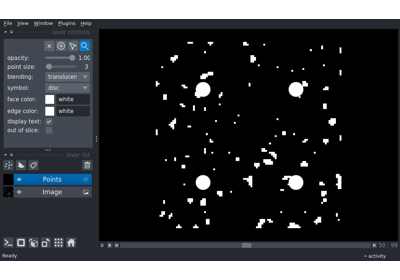 File View Window Plugins Help
layer controls
opacity: 1.00
point size: 3
blending: translucen
symbol: disc
face color: white
edge color: white
display text:
out of slice:
layer list
Points
Image
0 50 99
Ready activity